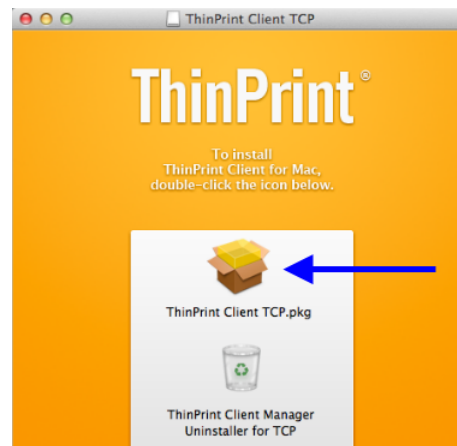 ThinPrint Client TCP
ThinPrint®
To install
ThinPrint Client for Mac,
double-click the icon below.
ThinPrint Client TCP.pkg
ThinPrint Client Manager
Uninstaller for TCP